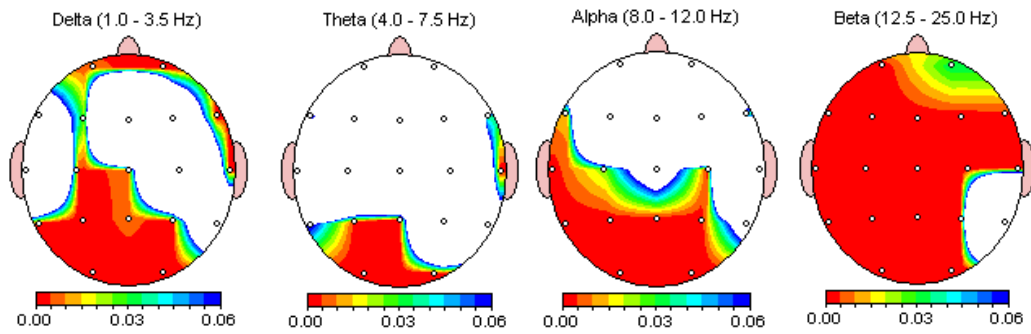 Delta (1.0 - 3.5 Hz) Theta (4.0 - 7.5 Hz) Alpha (8.0 - 12.0 Hz) Beta (12.5 - 25.0 Hz)
0.00 0.03 0.06 0.00 0.03 0.06 0.00 0.03 0.06 0.00 0.03 0.06